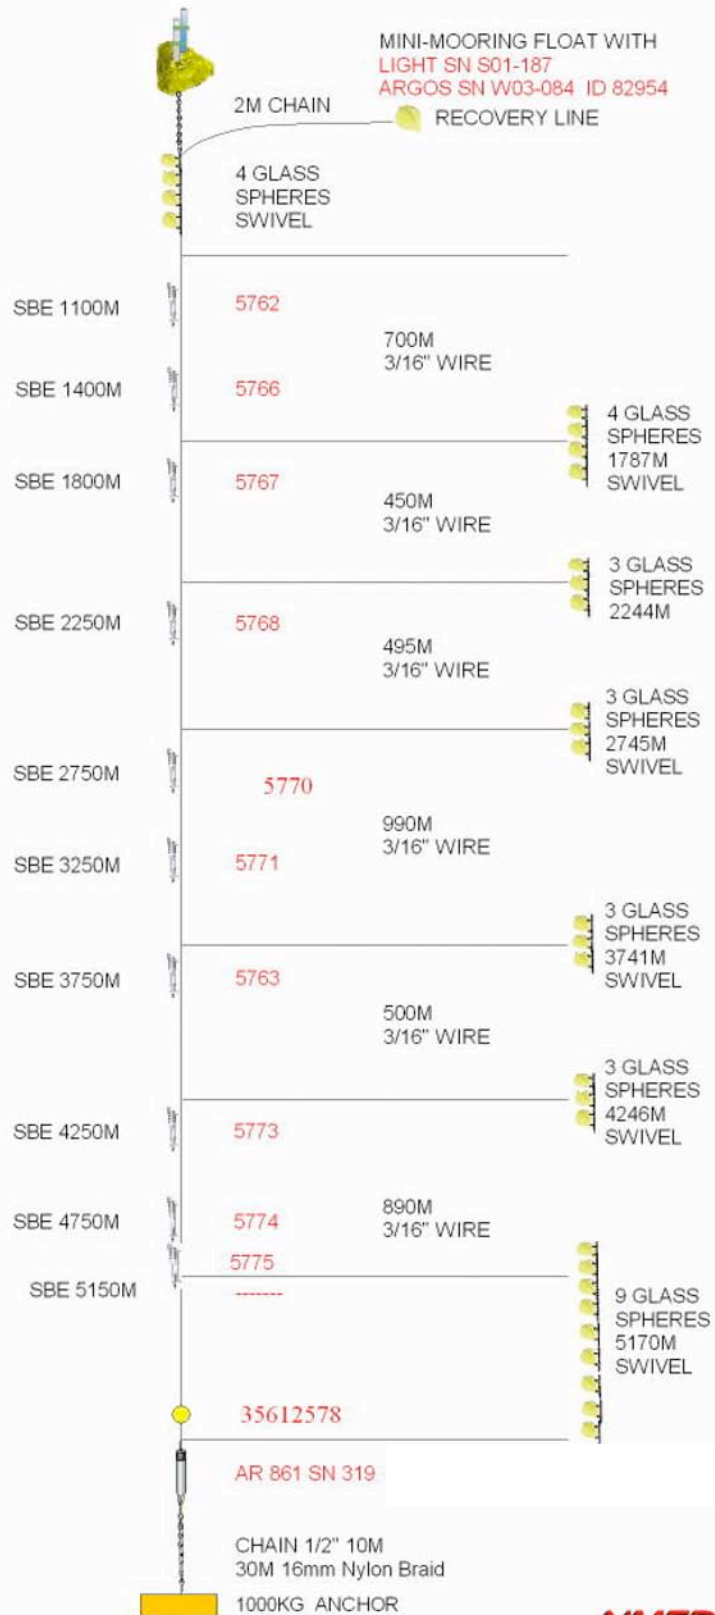 MINI-MOORING FLOAT WITH
LIGHT SN S01-187
ARGOS SN W03-084 ID 82954
2M CHAIN
RECOVERY LINE
4 GLASS
SPHERES
SWIVEL
SBE 1100M
5762
700M
3/16" WIRE
SBE 1400M
5766
4 GLASS
SPHERES
1787M
SWIVEL
SBE 1800M
5767
450M
3/16" WIRE
3 GLASS
SPHERES
2244M
SBE 2250M
5768
495M
3/16" WIRE
3 GLASS
SPHERES
2745M
SWIVEL
SBE 2750M
5770
990M
3/16" WIRE
SBE 3250M
5771
3 GLASS
SPHERES
3741M
SWIVEL
SBE 3750M
5763
500M
3/16" WIRE
3 GLASS
SPHERES
4246M
SWIVEL
SBE 4250M
5773
SBE 4750M
5774
890M
3/16" WIRE
5775
SBE 5150M
-------
9 GLASS
SPHERES
5170M
SWIVEL
35612578
AR 861 SN 319
CHAIN 1/2" 10M
30M 16mm Nylon Braid
1000KG ANCHOR